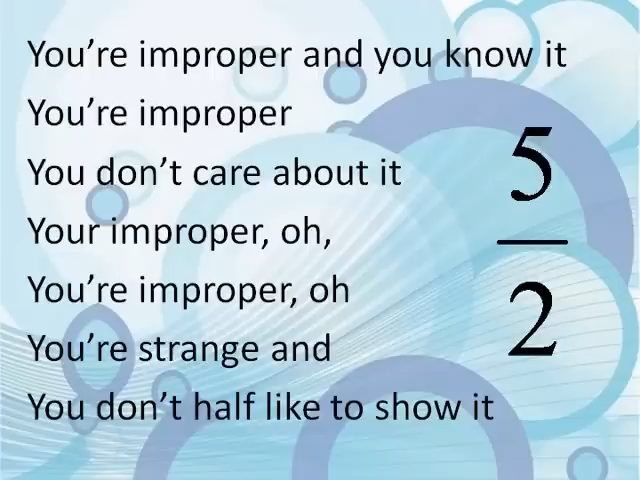 You're improper and you know it
You're improper
You don't care about it
Your improper, oh,
You're improper, oh
You're strange and
You don't half like to show it
5
2